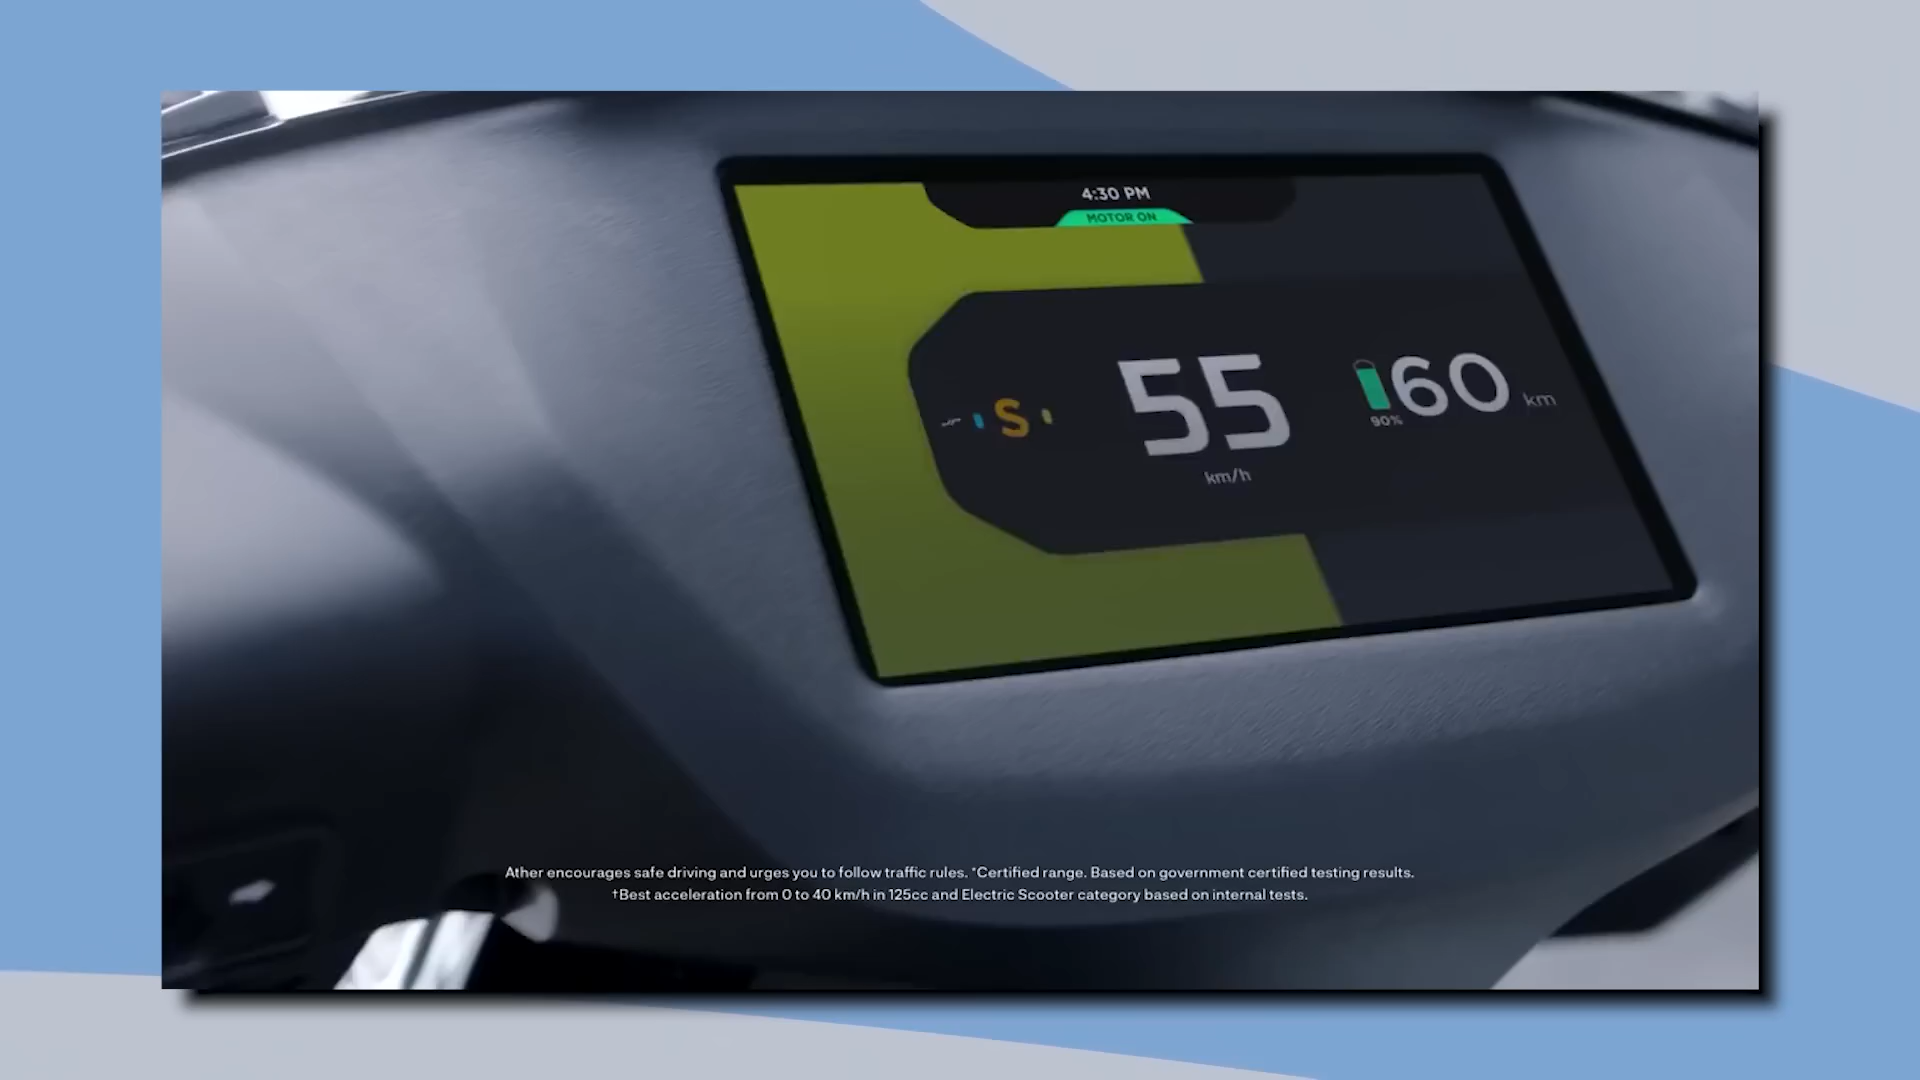 4:30 PM
MOTOR ON
S
55
km/h
60 km
90%
Ather encourages safe driving and urges you to follow traffic rules. *Certified range. Based on government certified testing results.
†Best acceleration from 0 to 40 km/h in 125cc and Electric Scooter category based on internal tests.